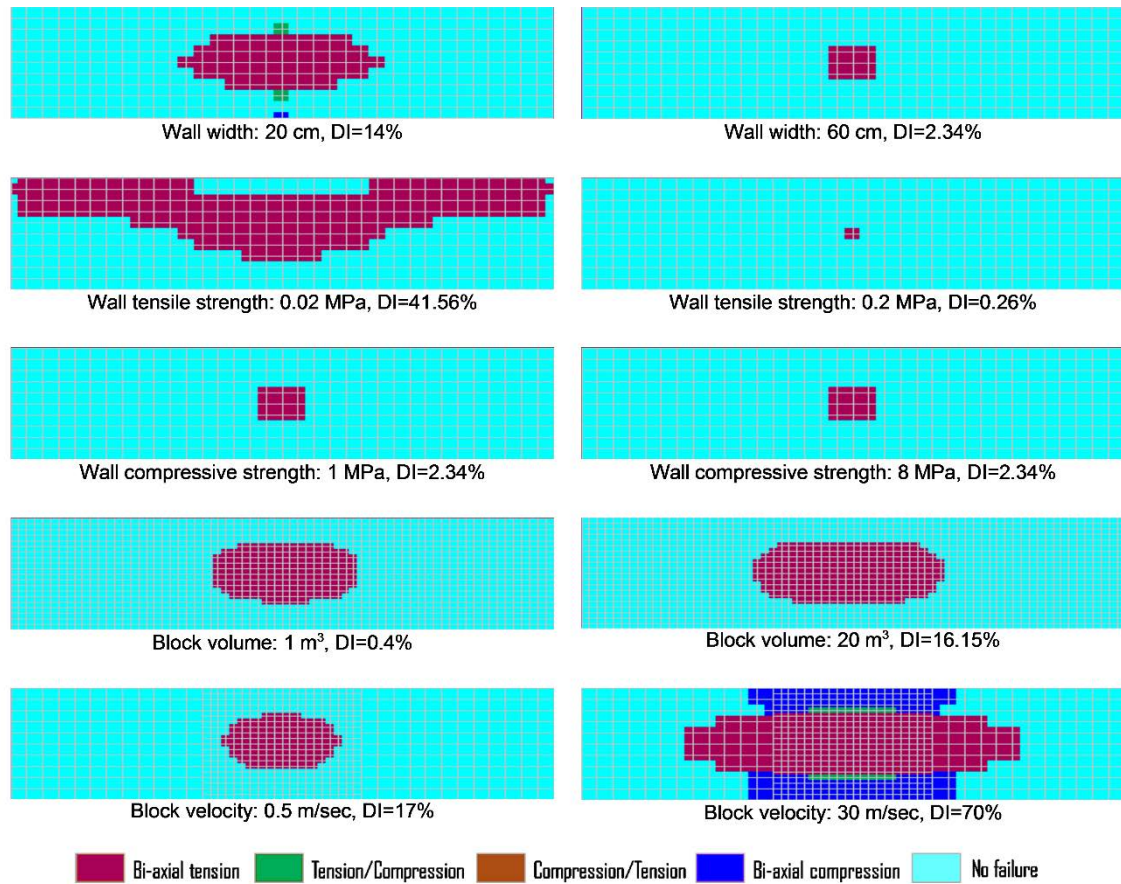 Wall width: 20 cm, DI=14%
Wall width: 60 cm, DI=2.34%
Wall tensile strength: 0.02 MPa, DI=41.56%
Wall tensile strength: 0.2 MPa, DI=0.26%
Wall compressive strength: 1 MPa, DI=2.34%
Wall compressive strength: 8 MPa, DI=2.34%
Block volume: 1 m³, DI=0.4%
Block volume: 20 m³, DI=16.15%
Block velocity: 0.5 m/sec, DI=17%
Block velocity: 30 m/sec, DI=70%
Bi-axial tension Tension/Compression Compression/Tension Bi-axial compression No failure